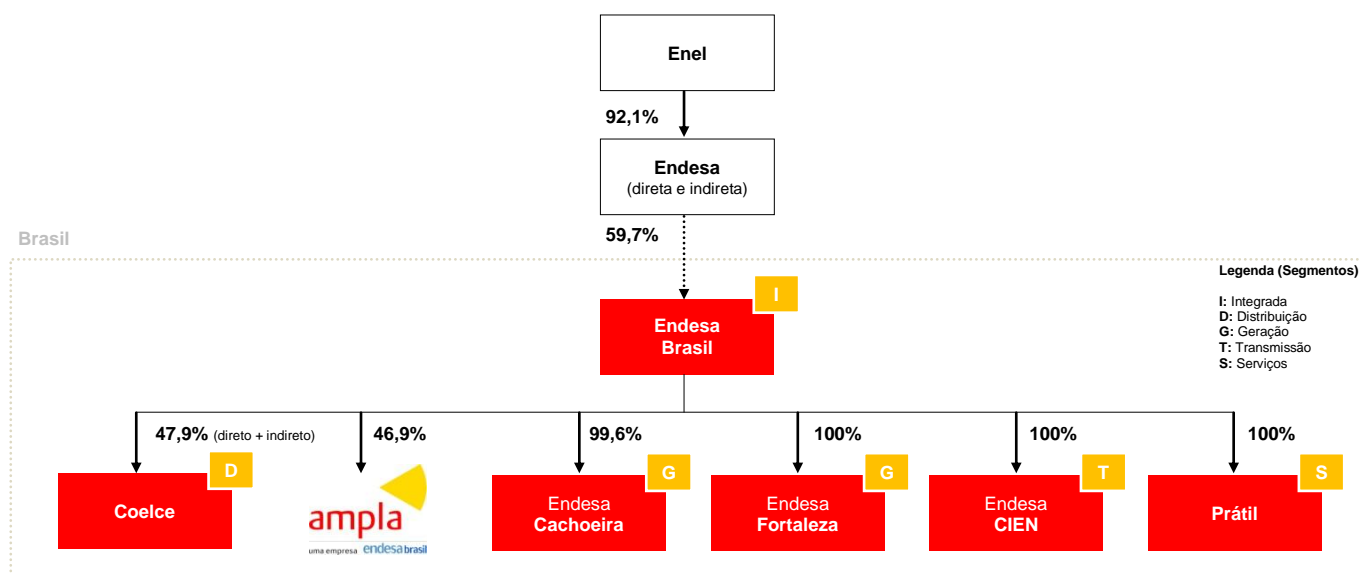 Enel
92,1%
Endesa
(direta e indireta)
59,7%
Brasil
Legenda (Segmentos)
I: Integrada
D: Distribuição
G: Geração
T: Transmissão
S: Serviços
I
Endesa
Brasil
47,9% (direto + indireto)
46,9%
99,6%
100%
100%
100%
D
Coelce
ampla
uma empresa endesabrasil
G
Endesa
Cachoeira
G
Endesa
Fortaleza
T
Endesa
CIEN
S
Prátil